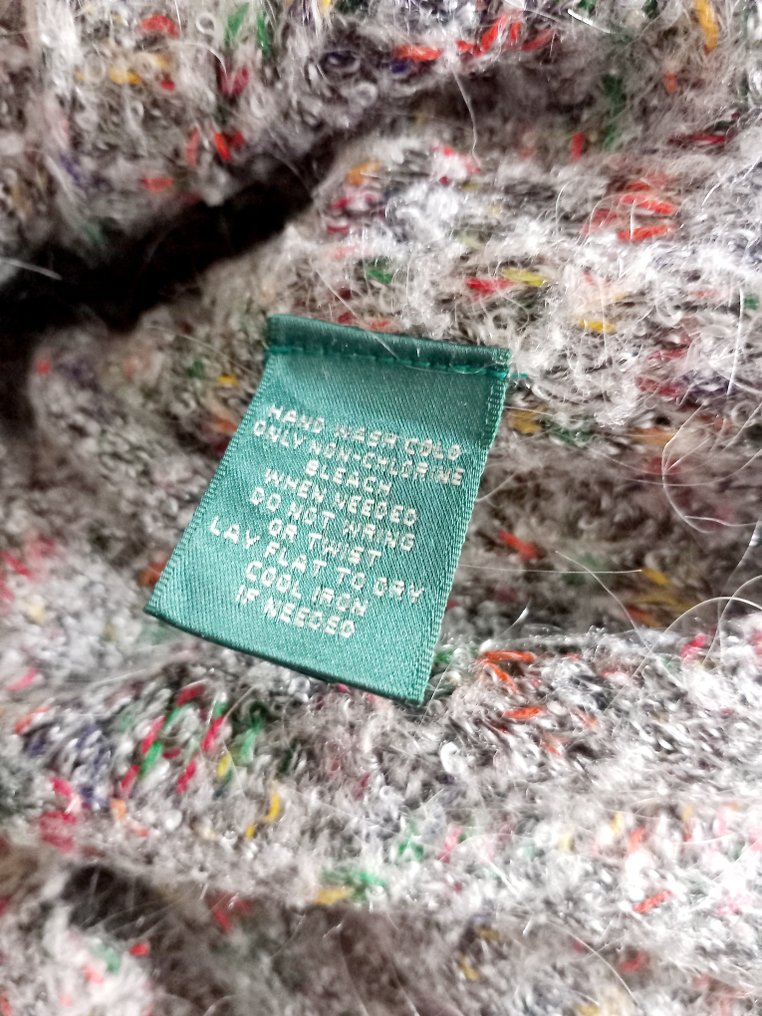 HAND WASH COLD
ONLY NON-CHLORINE
BLEACH
WHEN NEEDED
DO NOT WRING
OR TWIST
LAY FLAT TO DRY
COOL IRON
IF NEEDED